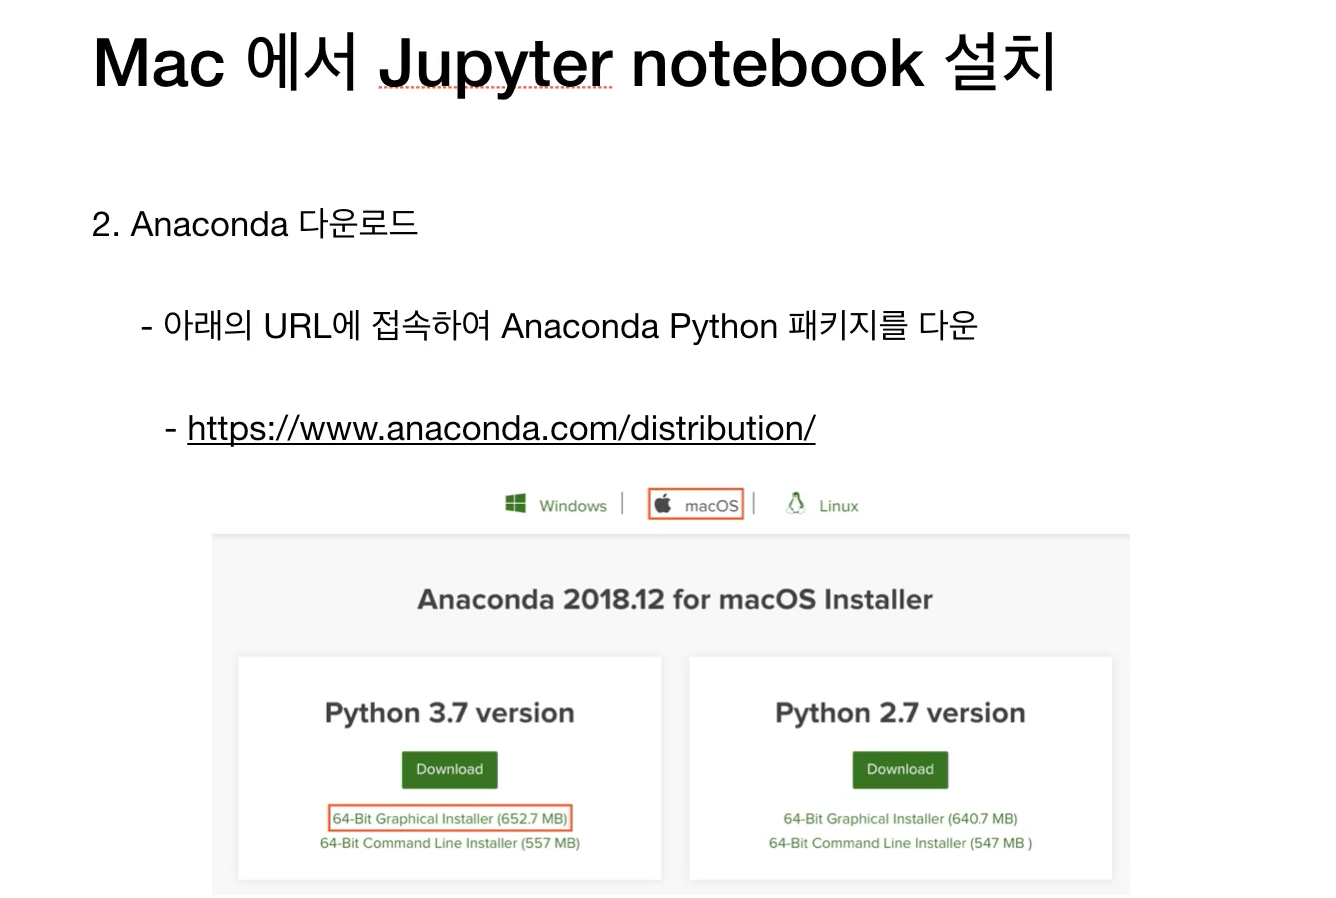 Mac 에서 Jupyter notebook 설치
2. Anaconda 다운로드
- 아래의 URL에 접속하여 Anaconda Python 패키지를 다운
- https://www.anaconda.com/distribution/
Windows | macOS | Linux
Anaconda 2018.12 for macOS Installer
Python 3.7 version
Download
64-Bit Graphical Installer (652.7 MB)
64-Bit Command Line Installer (557 MB)
Python 2.7 version
Download
64-Bit Graphical Installer (640.7 MB)
64-Bit Command Line Installer (547 MB )